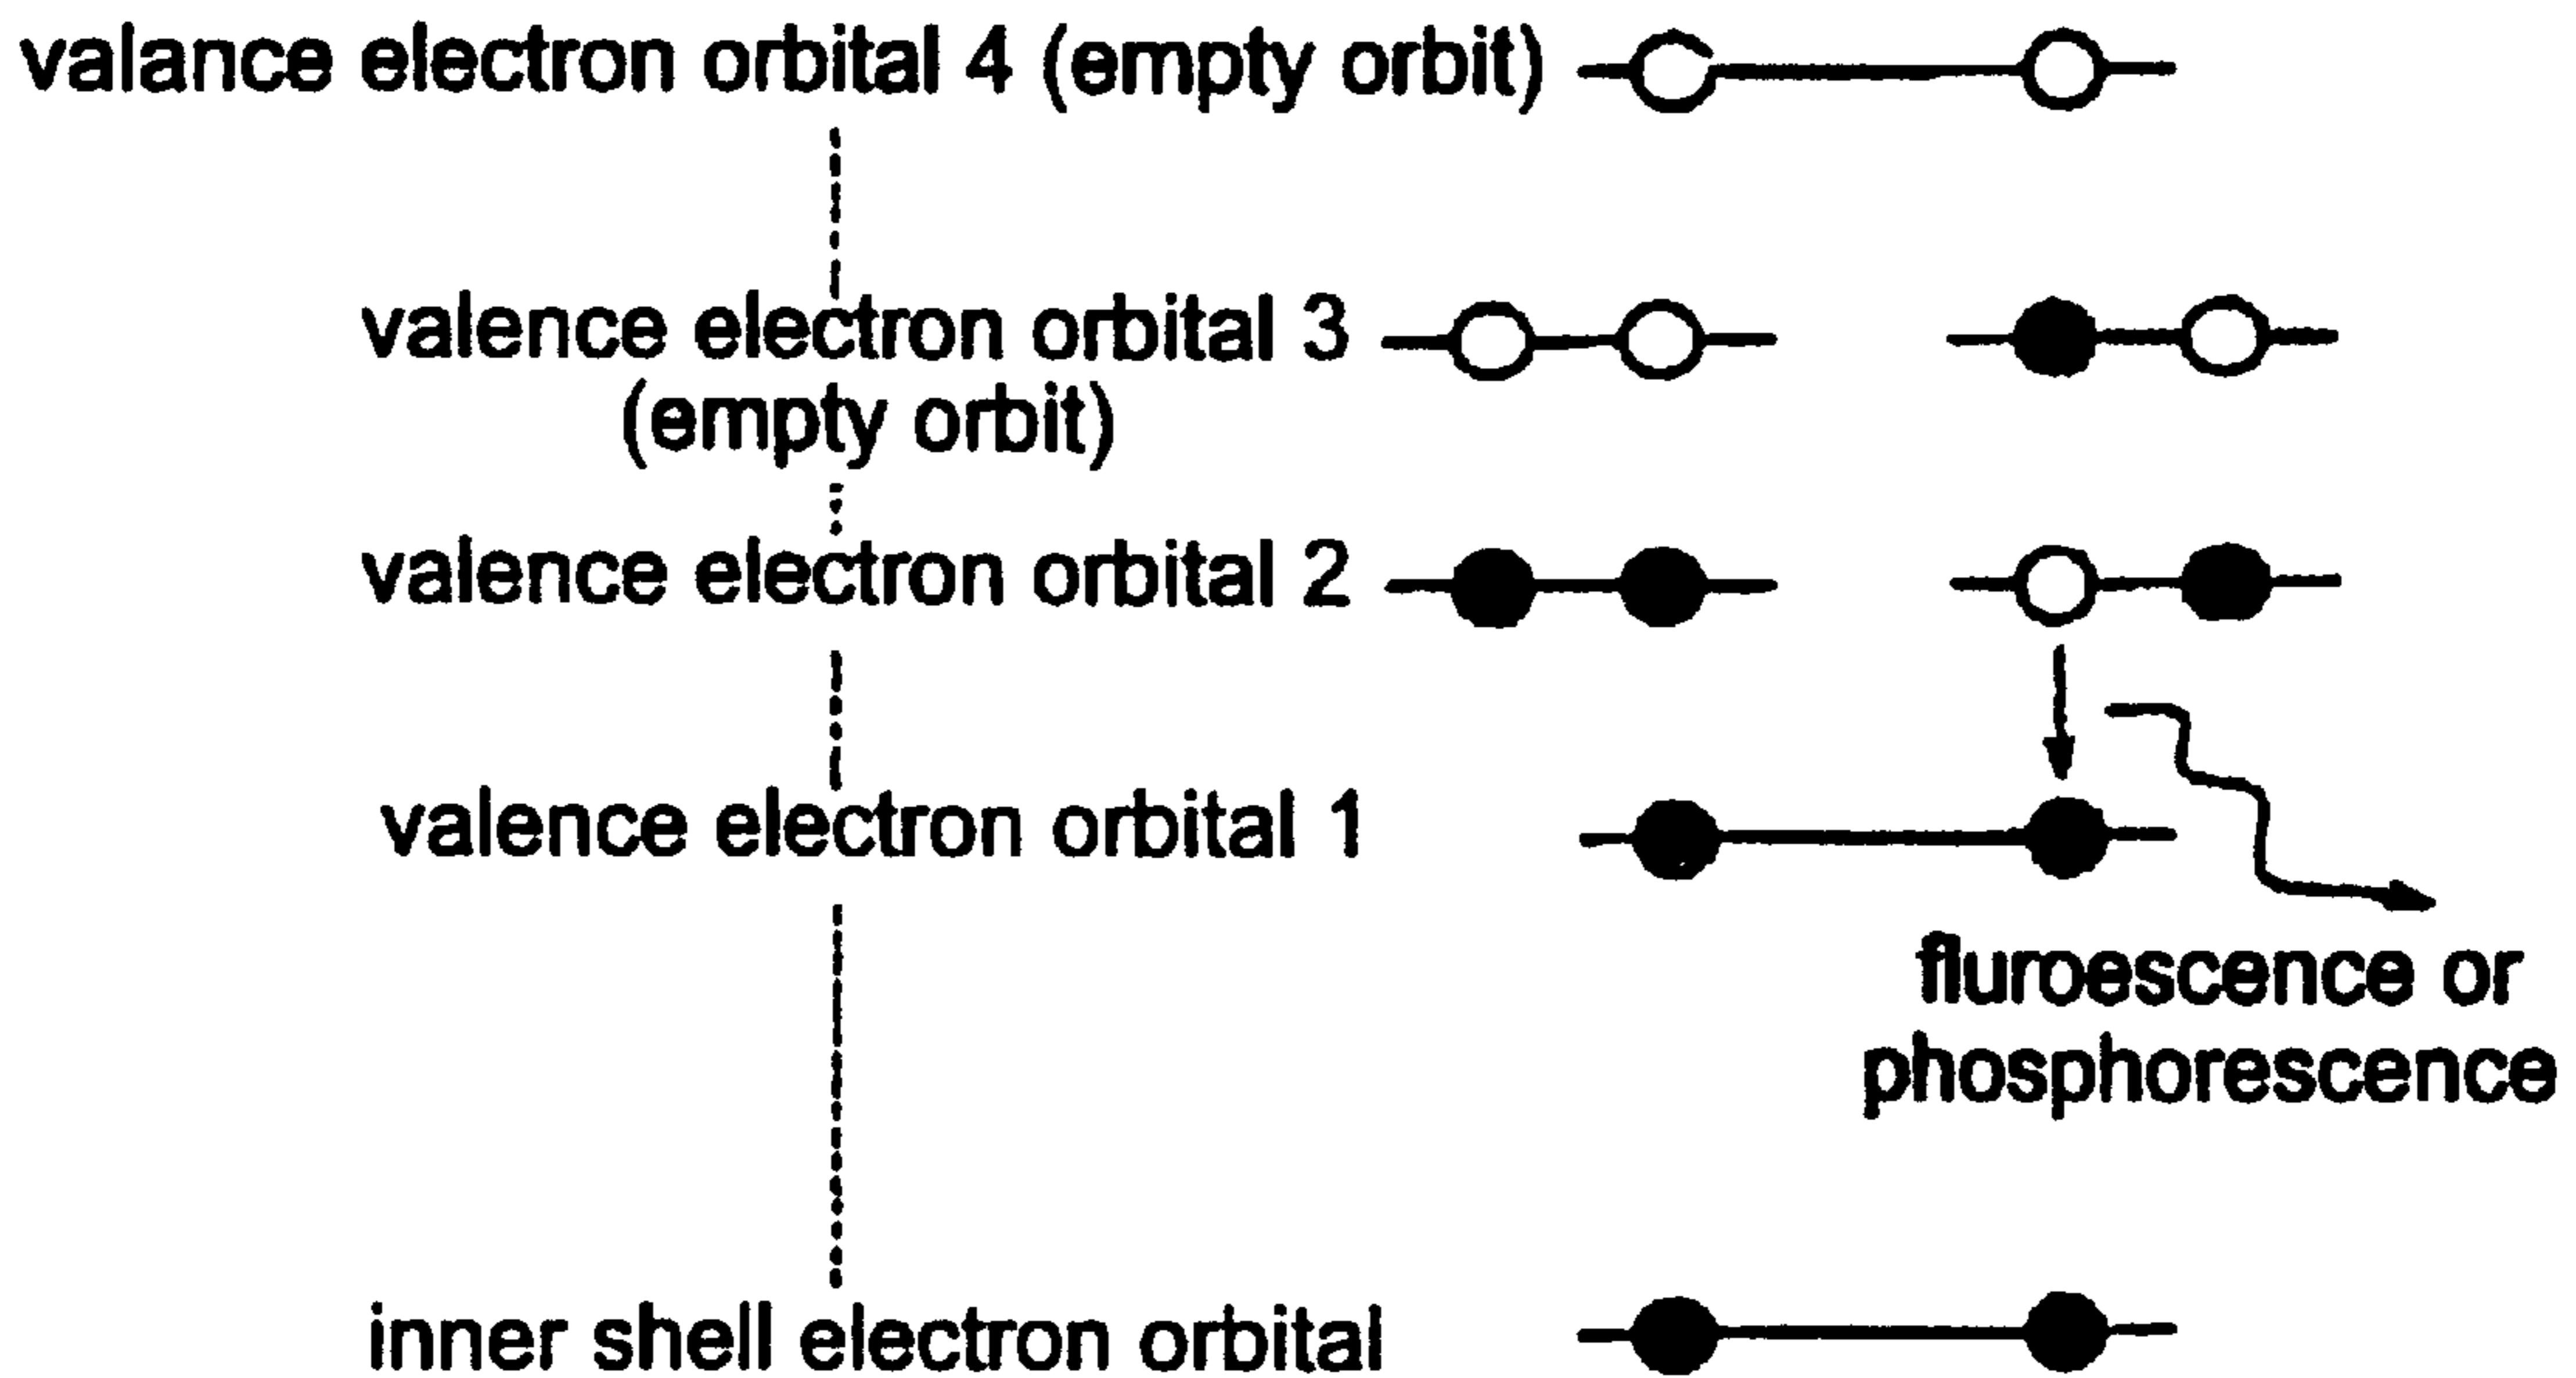 valance electron orbital 4 (empty orbit)
valence electron orbital 3
(empty orbit)
valence electron orbital 2
valence electron orbital 1
fluroescence or
phosphorescence
inner shell electron orbital